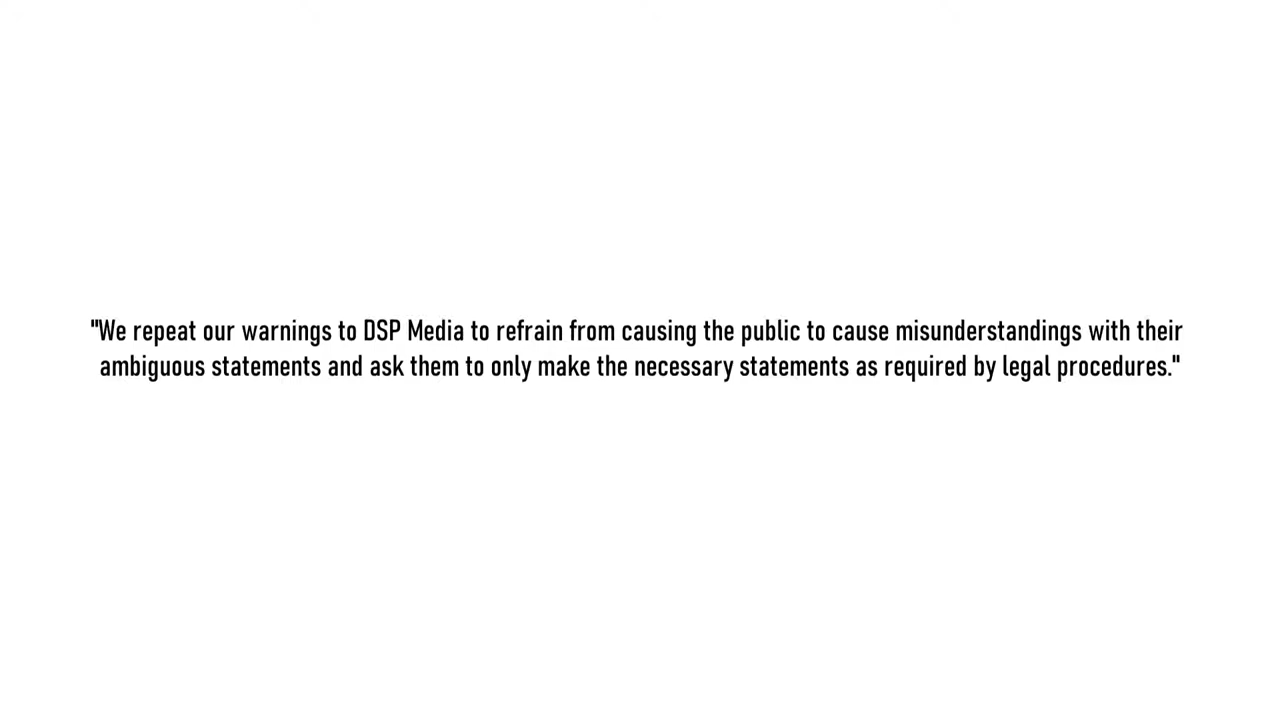 "We repeat our warnings to DSP Media to refrain from causing the public to cause misunderstandings with their
ambiguous statements and ask them to only make the necessary statements as required by legal procedures."